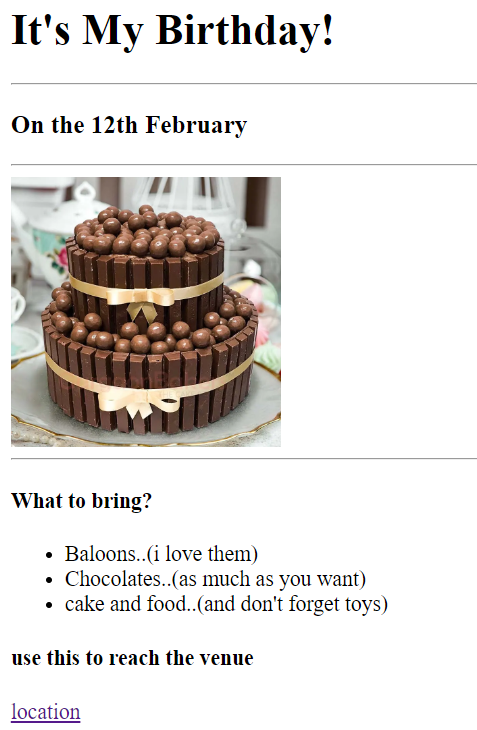 It's My Birthday!
On the 12th February
What to bring?
Baloons..(i love them)
Chocolates..(as much as you want)
cake and food..(and don't forget toys)
use this to reach the venue
location